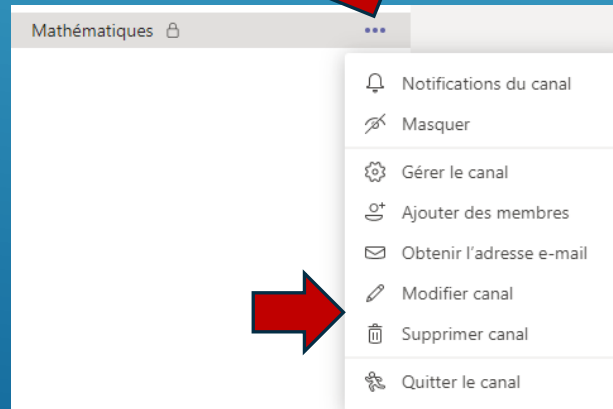 Mathématiques
Notifications du canal
Masquer
Gérer le canal
Ajouter des membres
Obtenir l’adresse e-mail
Modifier canal
Supprimer canal
Quitter le canal